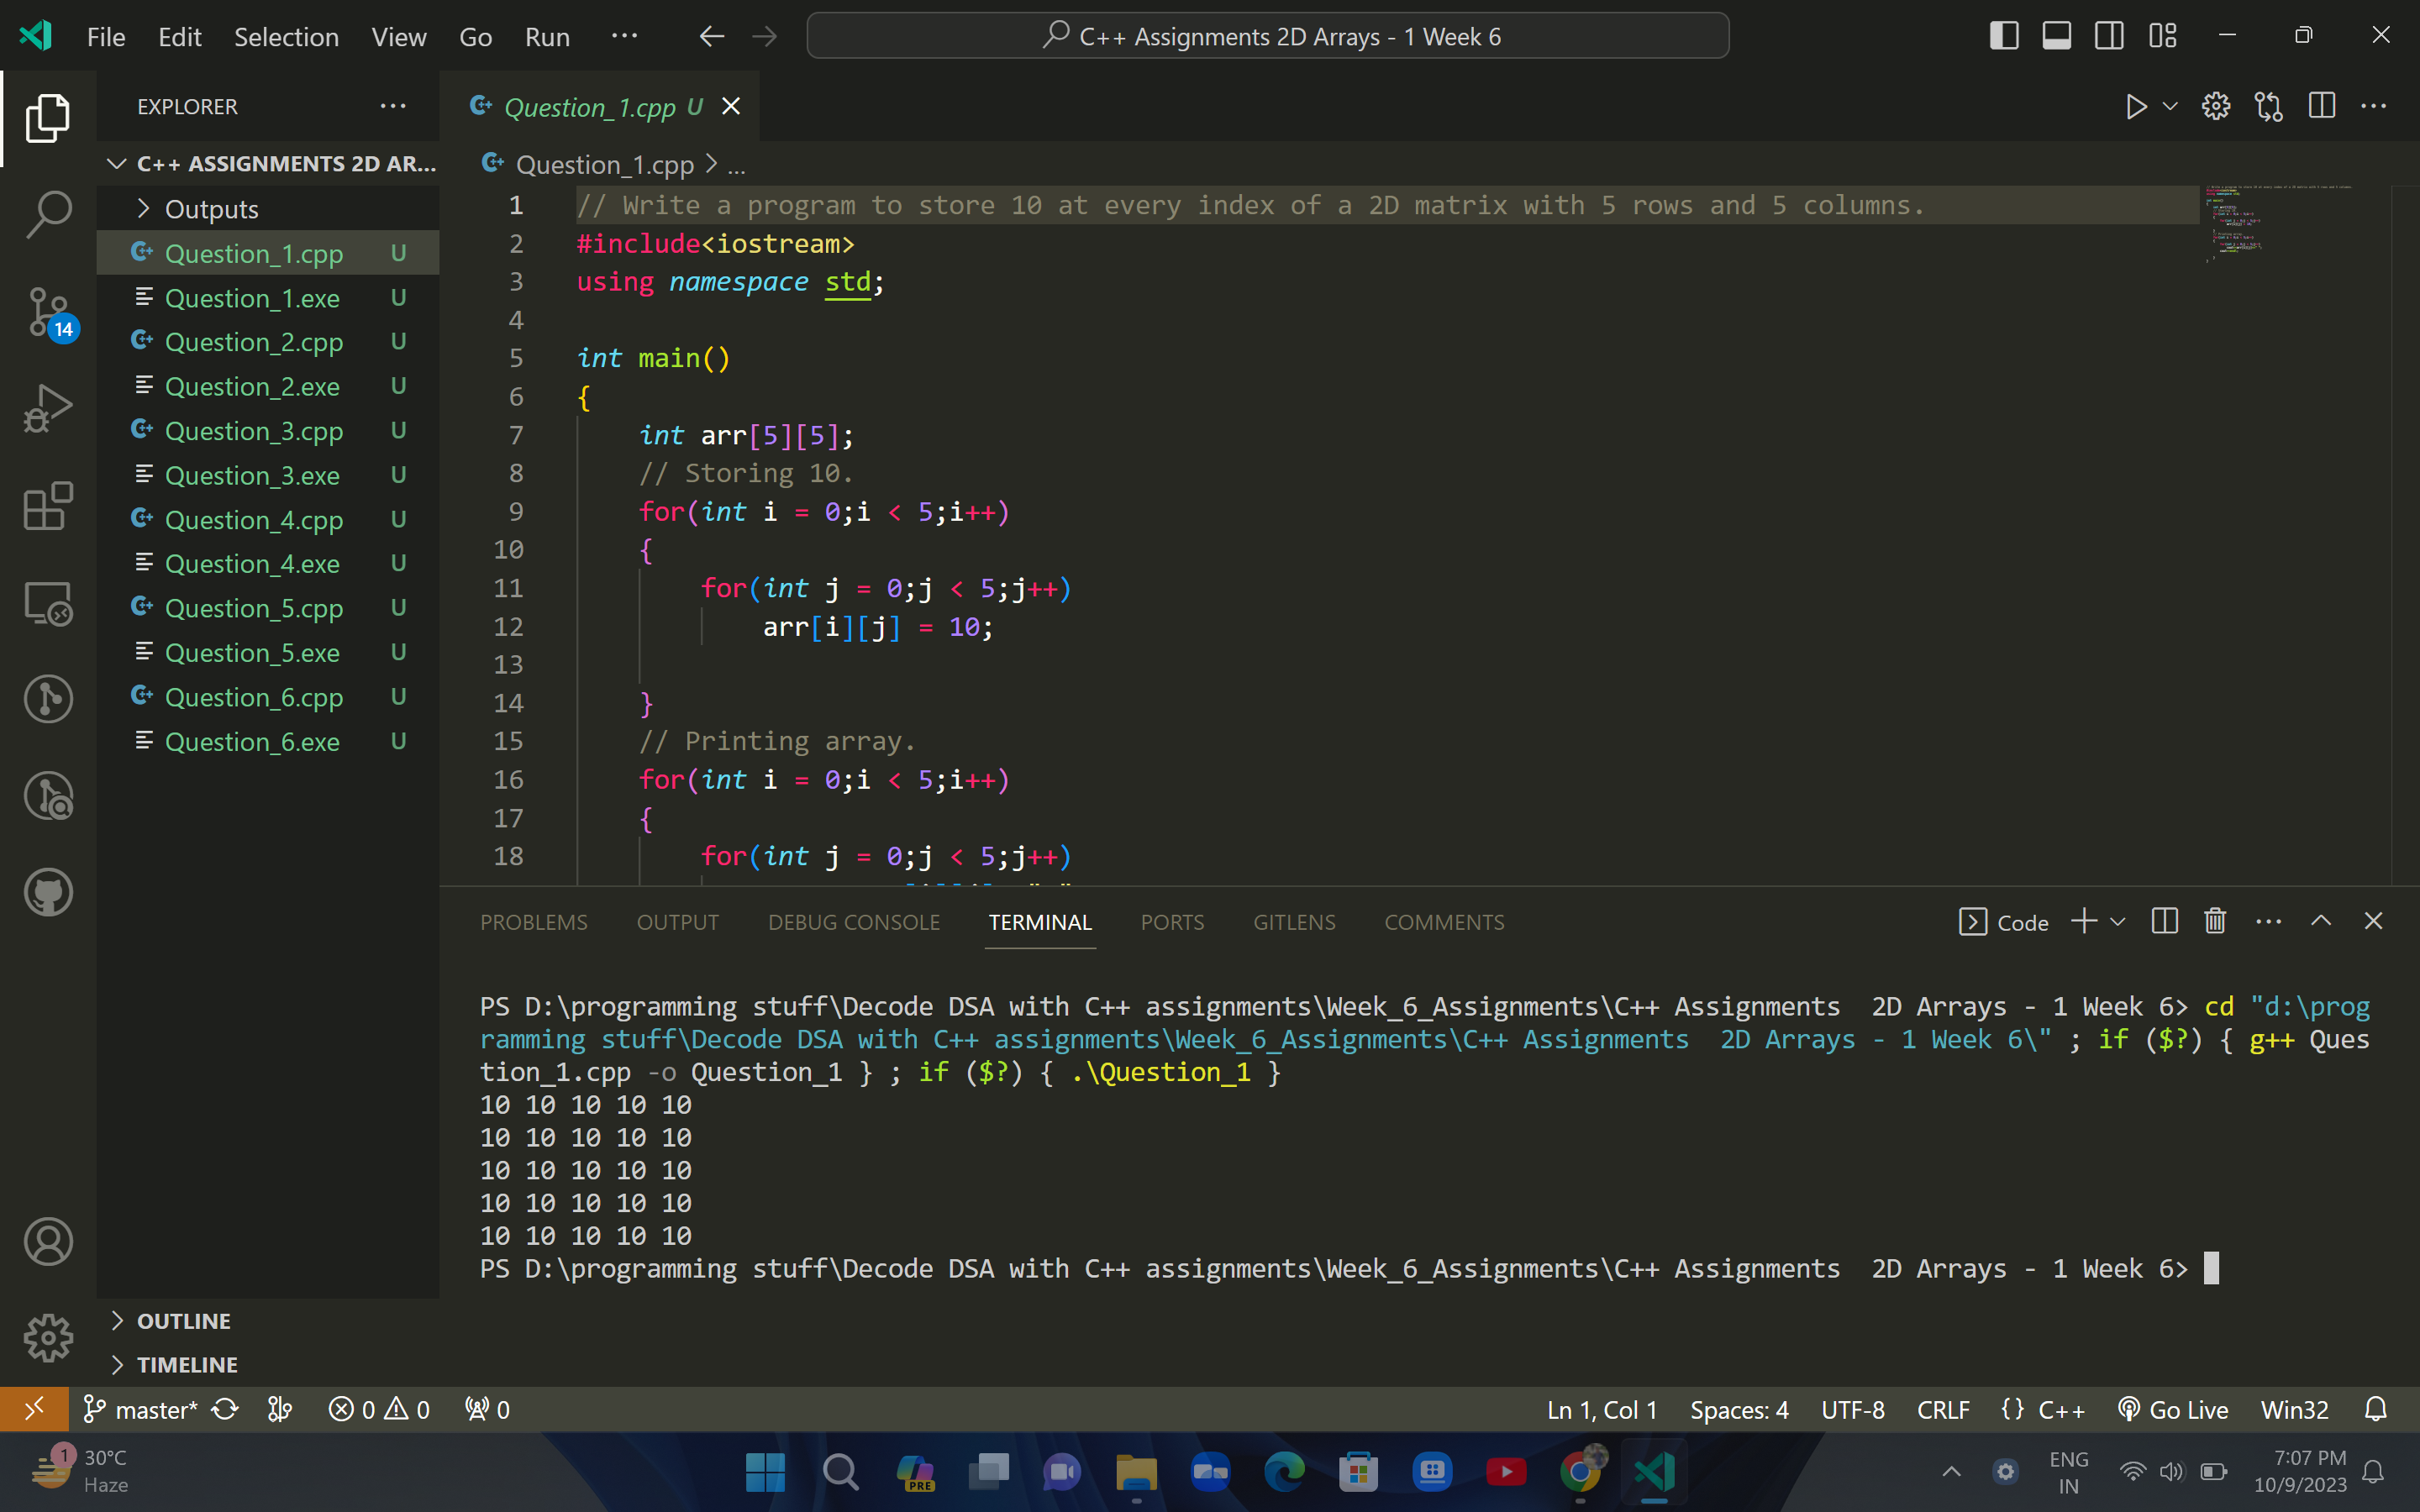 File Edit Selection View Go Run ···
C++ Assignments 2D Arrays - 1 Week 6
EXPLORER
C++ ASSIGNMENTS 2D AR...
Outputs
Question_1.cpp U
Question_1.exe U
Question_2.cpp U
Question_2.exe U
Question_3.cpp U
Question_3.exe U
Question_4.cpp U
Question_4.exe U
Question_5.cpp U
Question_5.exe U
Question_6.cpp U
Question_6.exe U
OUTLINE
TIMELINE
14
Question_1.cpp U
Question_1.cpp > ...
1 // Write a program to store 10 at every index of a 2D matrix with 5 rows and 5 columns.
2 #include<iostream>
3 using namespace std;
4
5 int main()
6 {
7 int arr[5][5];
8 // Storing 10.
9 for(int i = 0;i < 5;i++)
10 {
11 for(int j = 0;j < 5;j++)
12 arr[i][j] = 10;
13
14 }
15 // Printing array.
16 for(int i = 0;i < 5;i++)
17 {
18 for(int j = 0;j < 5;j++)
PROBLEMS OUTPUT DEBUG CONSOLE TERMINAL PORTS GITLENS COMMENTS
Code
PS D:\programming stuff\Decode DSA with C++ assignments\Week_6_Assignments\C++ Assignments  2D Arrays - 1 Week 6> cd "d:\prog
ramming stuff\Decode DSA with C++ assignments\Week_6_Assignments\C++ Assignments  2D Arrays - 1 Week 6\" ; if ($?) { g++ Ques
tion_1.cpp -o Question_1 } ; if ($?) { .\Question_1 }
10 10 10 10 10
10 10 10 10 10
10 10 10 10 10
10 10 10 10 10
10 10 10 10 10
PS D:\programming stuff\Decode DSA with C++ assignments\Week_6_Assignments\C++ Assignments  2D Arrays - 1 Week 6>
master* 0 0 0
Ln 1, Col 1 Spaces: 4 UTF-8 CRLF {} C++ Go Live Win32
1
30°C
Haze
PRE
ENG
IN
7:07 PM
10/9/2023